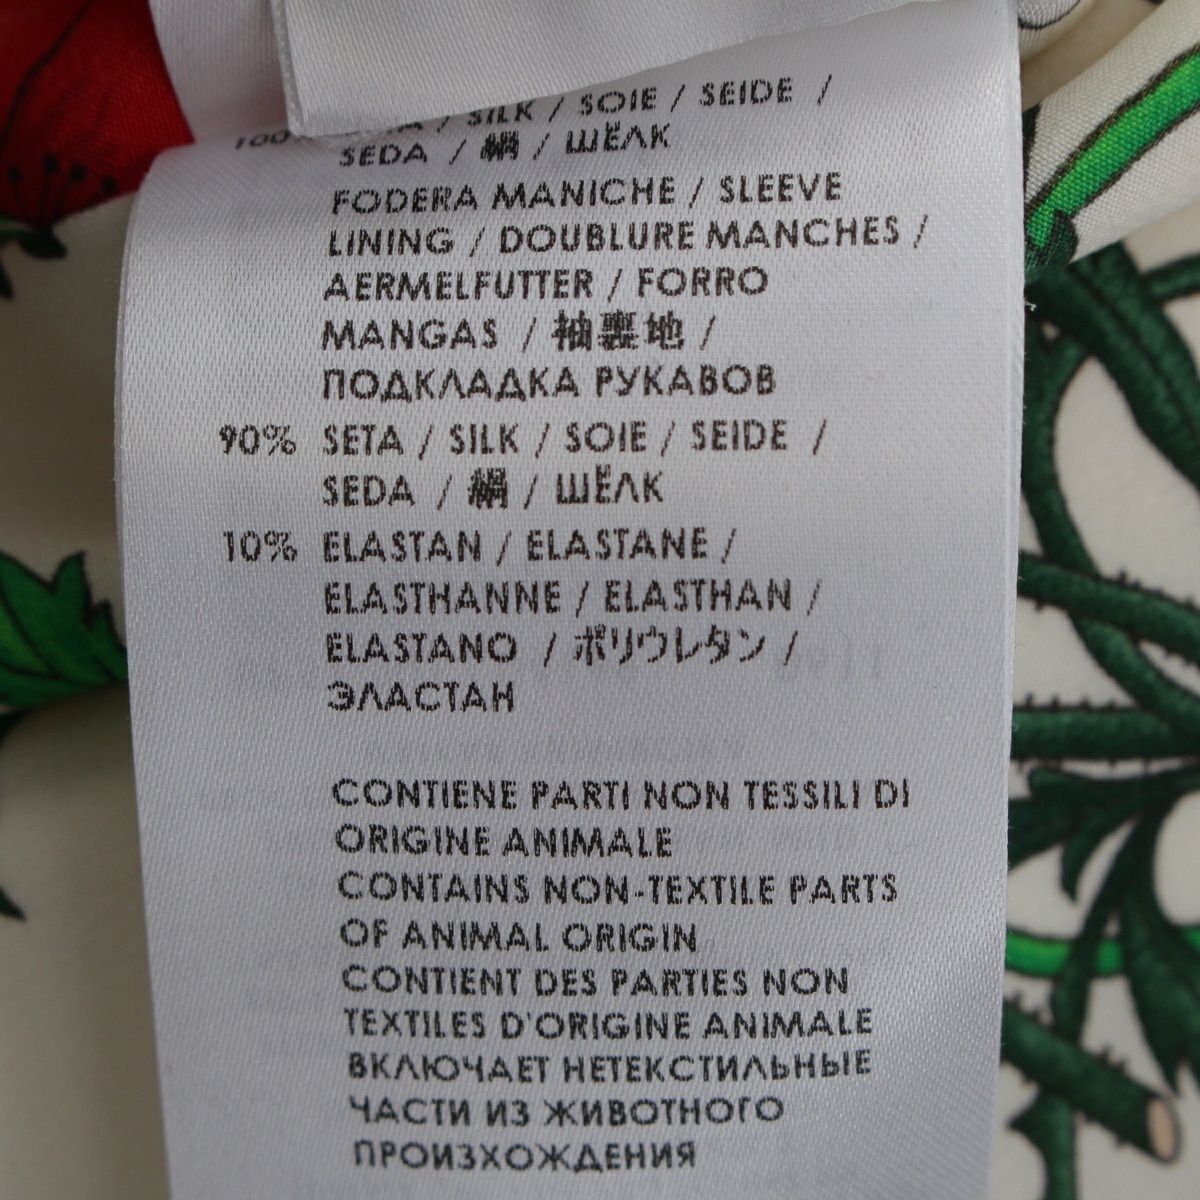 100% SETA / SILK / SOIE / SEIDE /
SEDA / 絹 / ШЁЛК
FODERA MANICHE / SLEEVE
LINING / DOUBLURE MANCHES /
AERMELFUTTER / FORRO
MANGAS / 袖裏地 /
ПОДКЛАДКА РУКАВОВ
90% SETA / SILK / SOIE / SEIDE /
SEDA / 絹 / ШЁЛК
10% ELASTAN / ELASTANE /
ELASTHANNE / ELASTHAN /
ELASTANO / ポリウレタン /
ЭЛАСТАН
CONTIENE PARTI NON TESSILI DI
ORIGINE ANIMALE
CONTAINS NON-TEXTILE PARTS
OF ANIMAL ORIGIN
CONTIENT DES PARTIES NON
TEXTILES D'ORIGINE ANIMALE
ВКЛЮЧАЕТ НЕТЕКСТИЛЬНЫЕ
ЧАСТИ ИЗ ЖИВОТНОГО
ПРОИЗХОЖДЕНИЯ